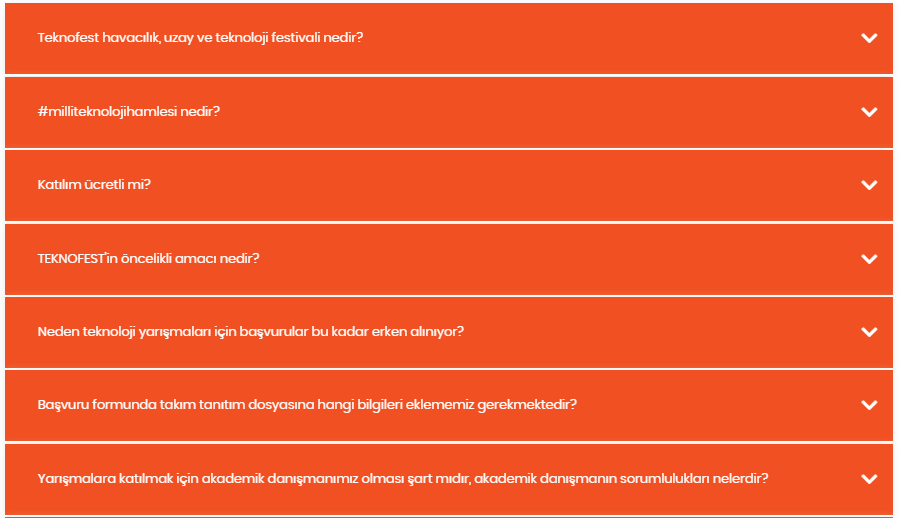 Teknofest havacılık, uzay ve teknoloji festivali nedir?
#milliteknolojihamlesi nedir?
Katılım ücretli mi?
TEKNOFEST'in öncelikli amacı nedir?
Neden teknoloji yarışmaları için başvurular bu kadar erken alınıyor?
Başvuru formunda takım tanıtım dosyasına hangi bilgileri eklememiz gerekmektedir?
Yarışmalara katılmak için akademik danışmanımız olması şart mıdır, akademik danışmanın sorumlulukları nelerdir?